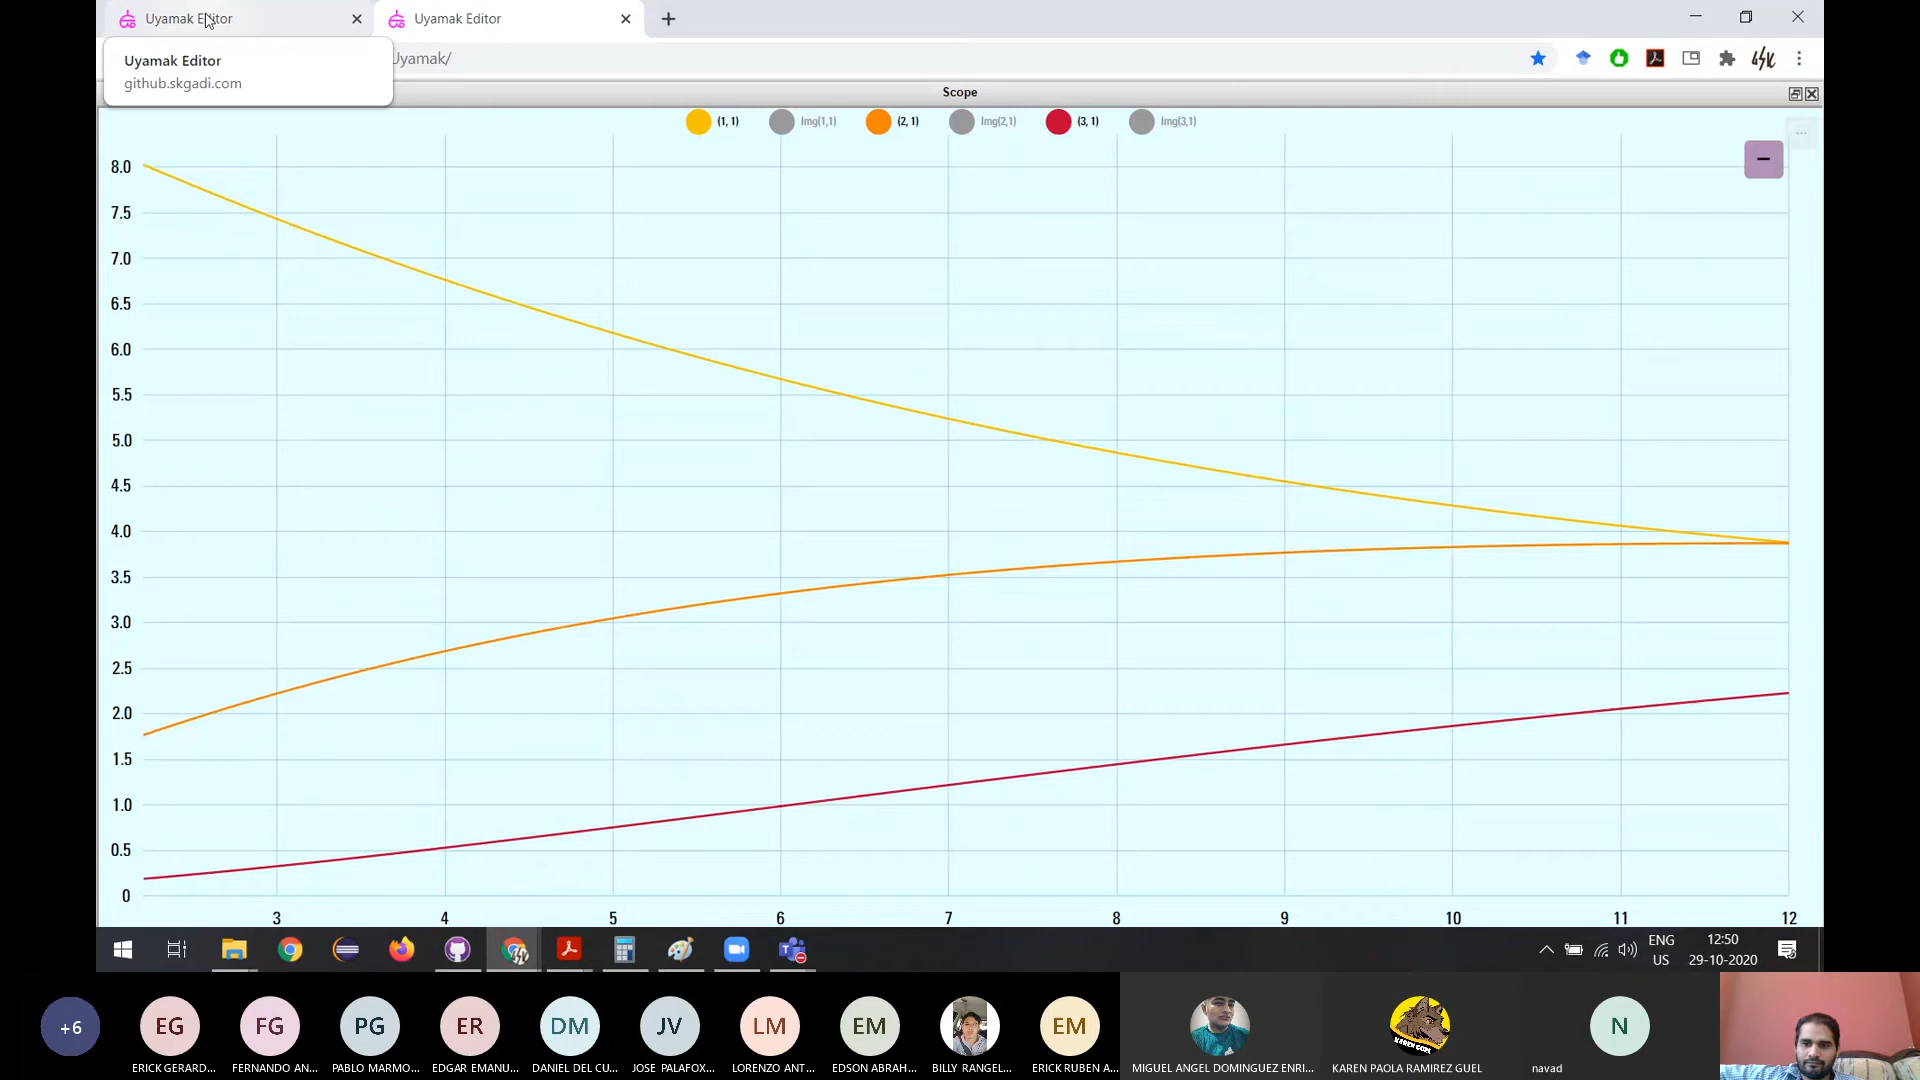 Uyamak Editor
Uyamak Editor
Uyamak Editor
github.skgadi.com
Uyamak/
Scope
(1, 1)
Img(1,1)
(2, 1)
Img(2,1)
(3, 1)
Img(3,1)
8.0
7.5
7.0
6.5
6.0
5.5
5.0
4.5
4.0
3.5
3.0
2.5
2.0
1.5
1.0
0.5
0
3 4 5 6 7 8 9 10 11 12
ENG
US
12:50
29-10-2020
+6
EG
FG
PG
ER
DM
JV
LM
EM
EM
N
ERICK GERARD...
FERNANDO AN...
PABLO MARMO...
EDGAR EMANU...
DANIEL DEL CU...
JOSE PALAFOX...
LORENZO ANT...
EDSON ABRAH...
BILLY RANGEL...
ERICK RUBEN A...
MIGUEL ANGEL DOMINGUEZ ENRI...
KAREN GUEL
KAREN PAOLA RAMIREZ GUEL
navad